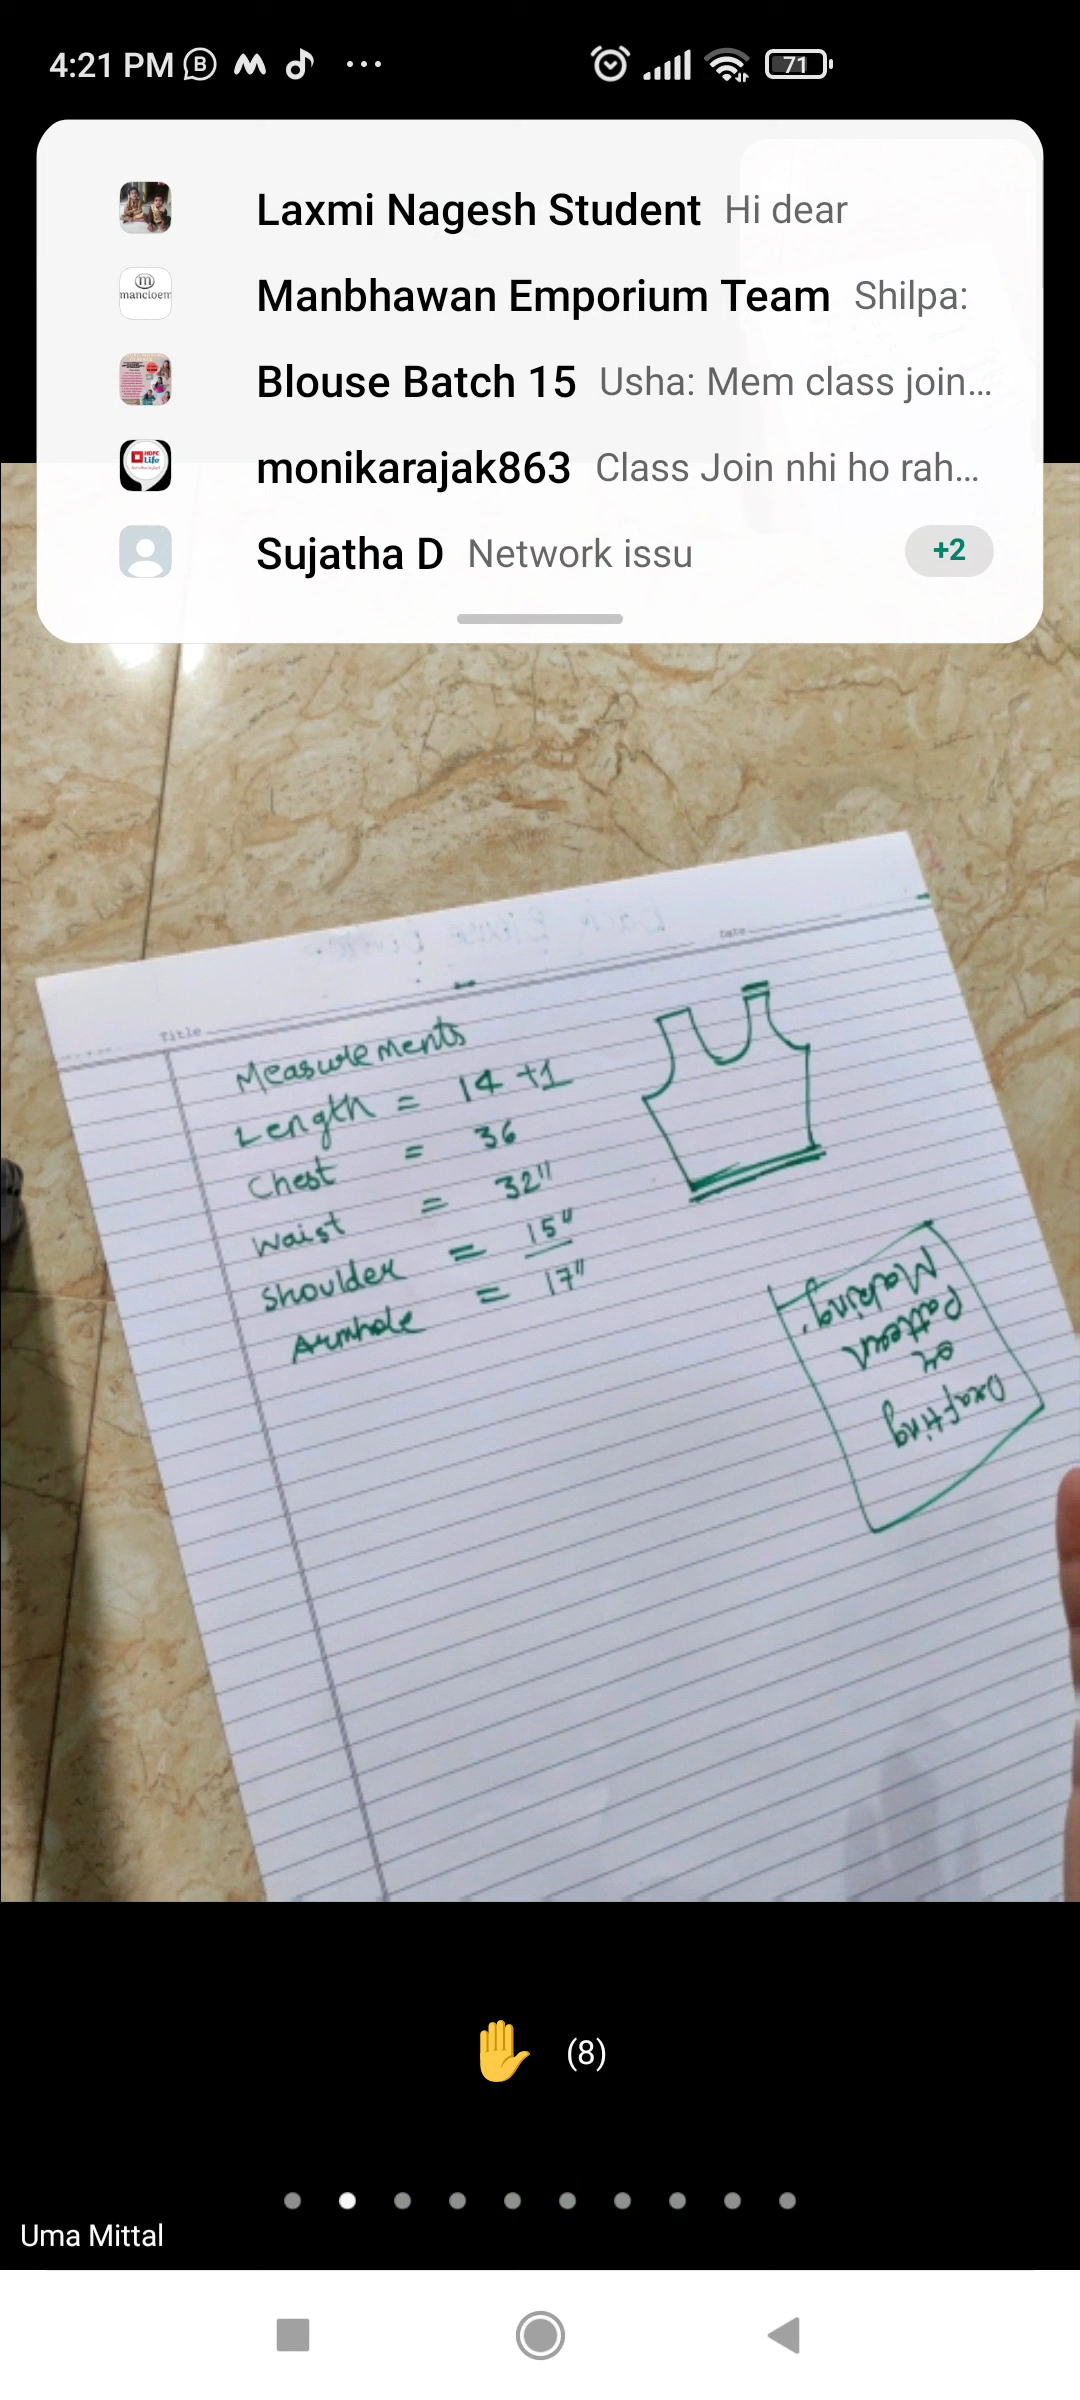 4:21 PM
71
Laxmi Nagesh Student Hi dear
Manbhawan Emporium Team Shilpa:
Blouse Batch 15 Usha: Mem class join...
monikarajak863 Class Join nhi ho rah...
Sujatha D Network issu
+2
Date
Title
Measurements
Length = 14 +1
Chest = 36
Waist = 32"
Shoulder = 15"
Armhole = 17"
Drafting
or
Pattern
Making.
(8)
Uma Mittal